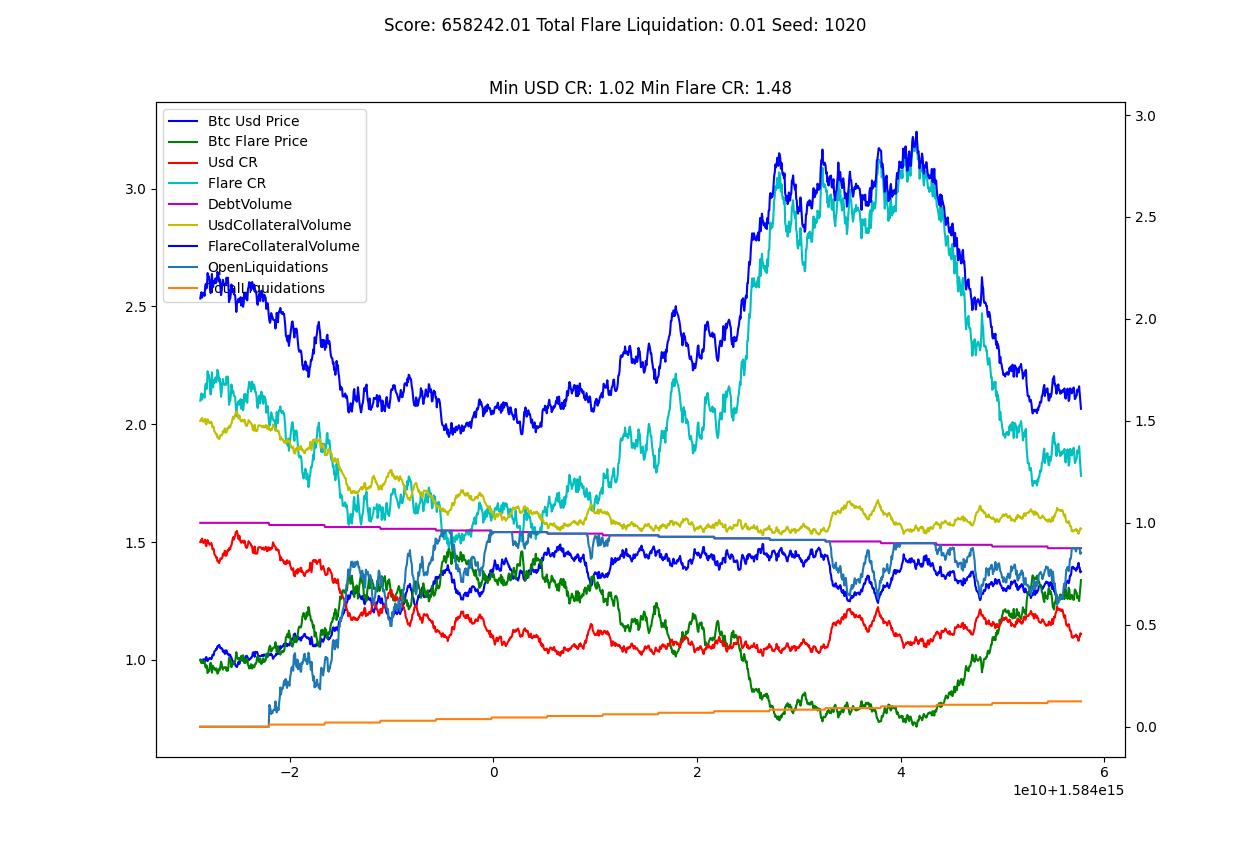 Score: 658242.01 Total Flare Liquidation: 0.01 Seed: 1020
Min USD CR: 1.02 Min Flare CR: 1.48
Btc Usd Price
Btc Flare Price
Usd CR
Flare CR
DebtVolume
UsdCollateralVolume
FlareCollateralVolume
OpenLiquidations
TotalLiquidations
3.0
2.5
2.0
1.5
1.0
3.0
2.5
2.0
1.5
1.0
0.5
0.0
−2
0
2
4
6
1e10+1.584e15